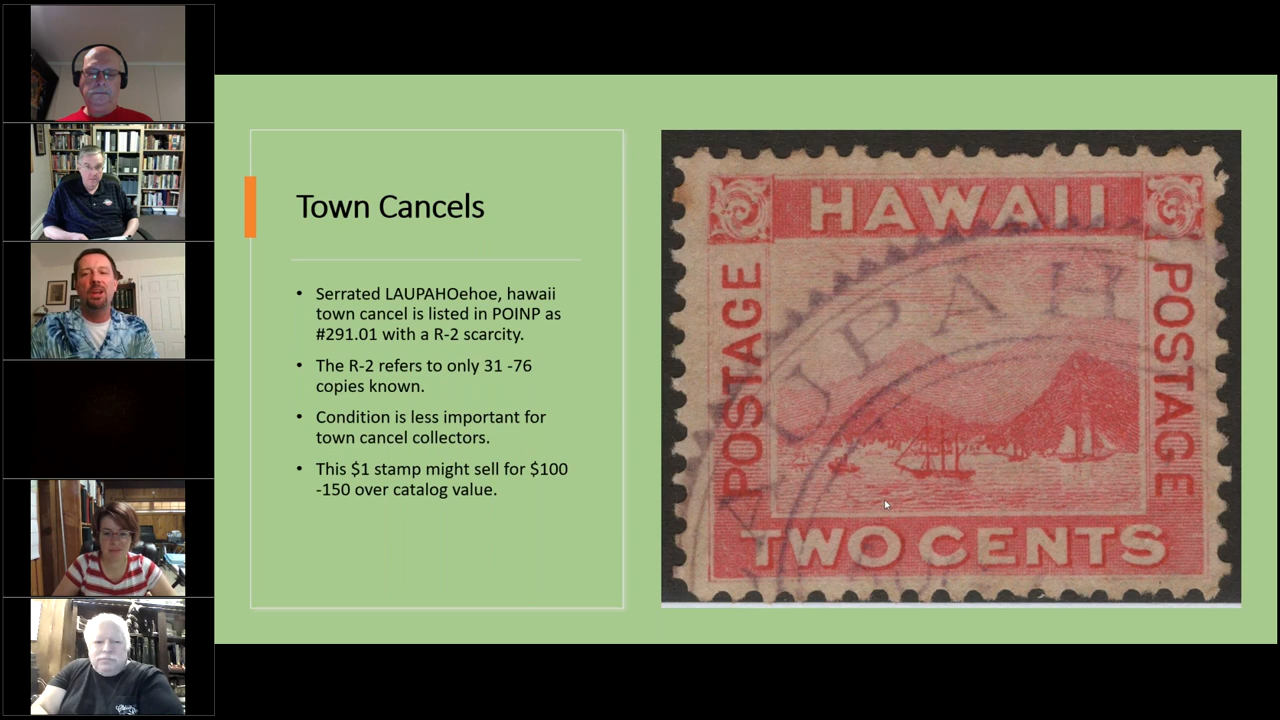 Town Cancels
• Serrated LAUPAHOehoe, hawaii
town cancel is listed in POINP as
#291.01 with a R-2 scarcity.
• The R-2 refers to only 31 -76
copies known.
• Condition is less important for
town cancel collectors.
• This $1 stamp might sell for $100
-150 over catalog value.
HAWAII
POSTAGE
AUPAH
POSTAGE
TWO CENTS